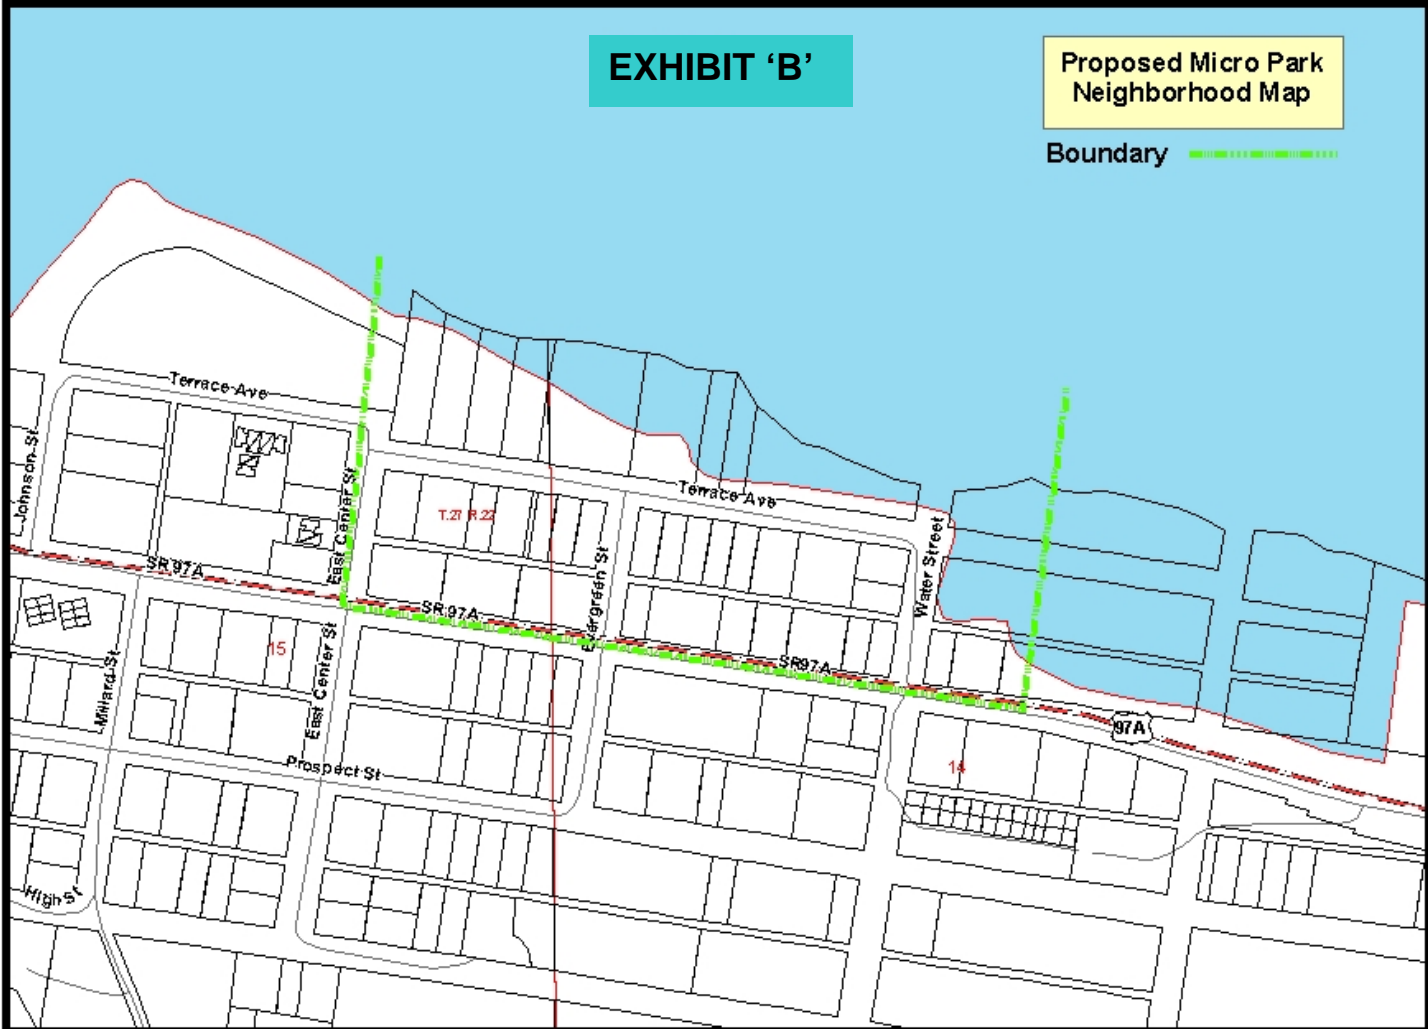 EXHIBIT ‘B’
Proposed Micro Park
Neighborhood Map
Boundary
Terrace Ave
Johnson St
East Center St
T.27 R.22
Terrace Ave
Water Street
Evergreen St
SR 97A
SR 97A
SR97A
97A
15
14
Millard St
East Center St
Prospect St
High St